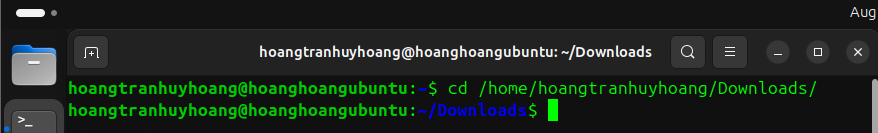 Aug
hoangtranhuyhoang@hoanghoangubuntu: ~/Downloads
hoangtranhuyhoang@hoanghoangubuntu:~$ cd /home/hoangtranhuyhoang/Downloads/
hoangtranhuyhoang@hoanghoangubuntu:~/Downloads$